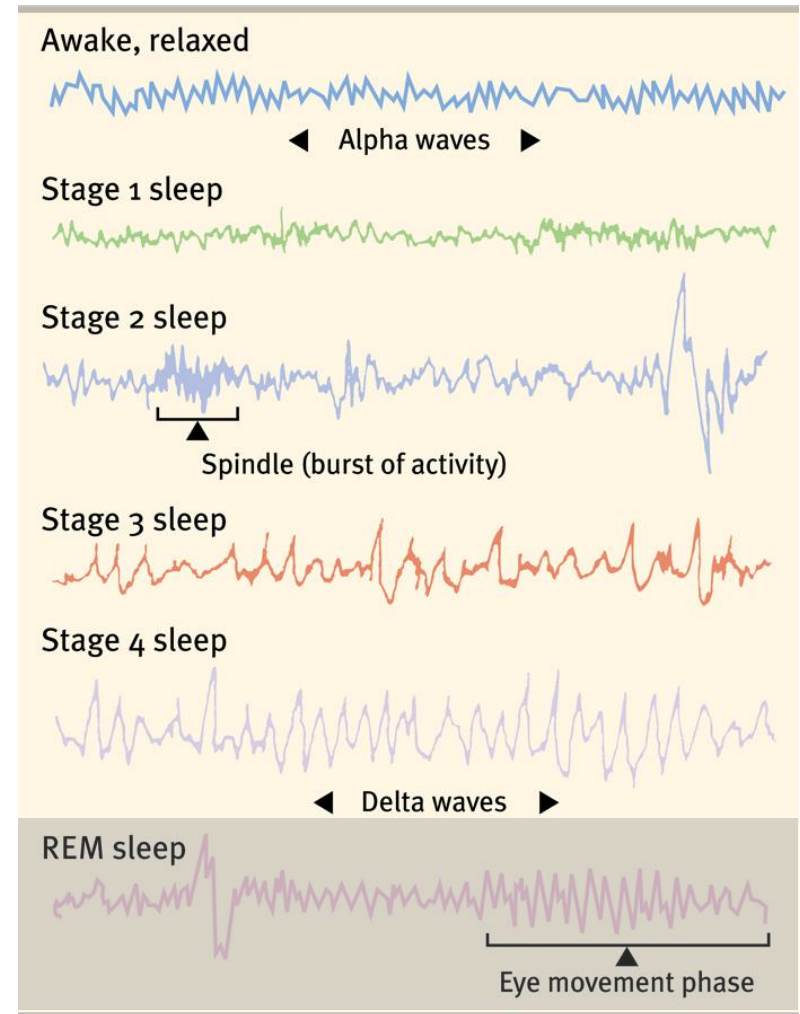 Awake, relaxed
Alpha waves
Stage 1 sleep
Stage 2 sleep
Spindle (burst of activity)
Stage 3 sleep
Stage 4 sleep
Delta waves
REM sleep
Eye movement phase